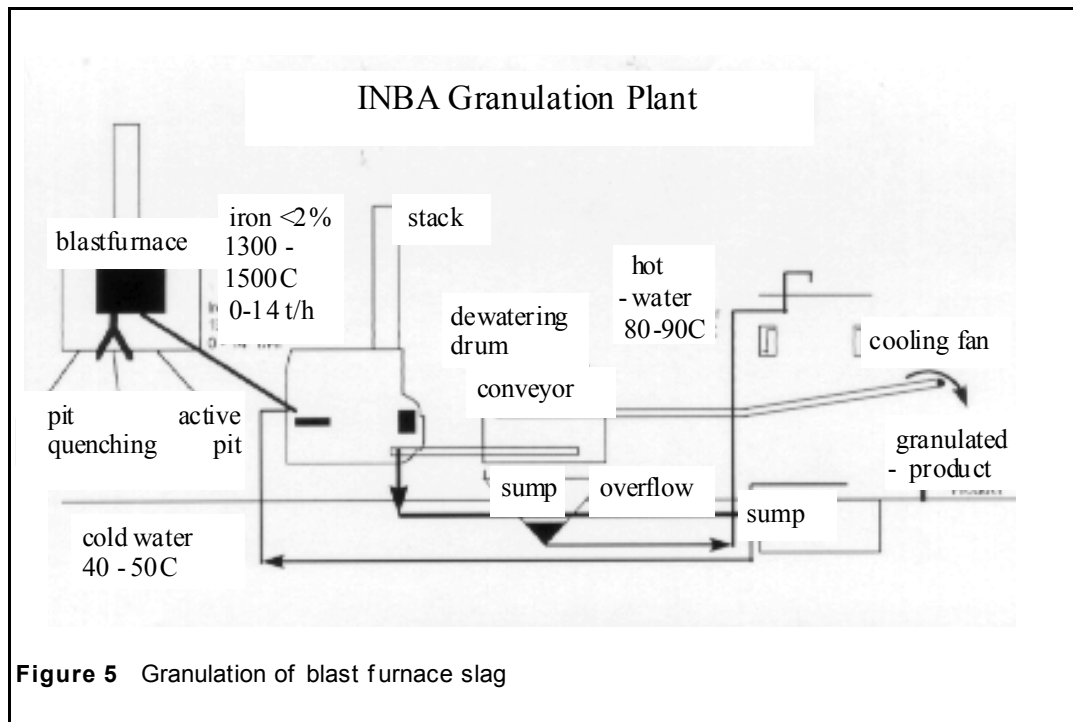 INBA Granulation Plant
blastfurnace
iron <2%
1300 -
1500C
0-14 t/h
stack
hot
- water
80-90C
dewatering
drum
conveyor
cooling fan
pit active
quenching pit
granulated
- product
sump overflow
sump
cold water
40 - 50C
Figure 5 Granulation of blast furnace slag